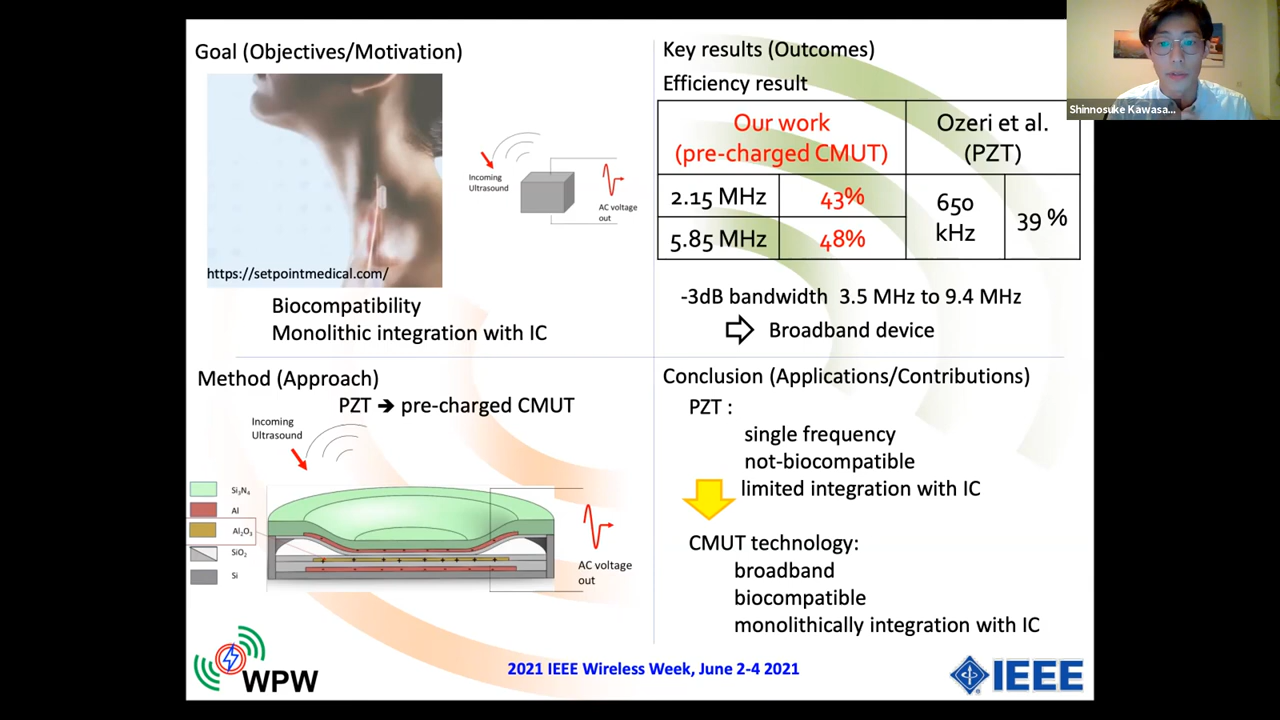 Goal (Objectives/Motivation)
Incoming
Ultrasound
AC voltage
out
https://setpointmedical.com/
Biocompatibility
Monolithic integration with IC
Key results (Outcomes)
Efficiency result
Our work
(pre-charged CMUT)
Ozeri et al.
(PZT)
2.15 MHz
43%
650
kHz
39 %
5.85 MHz
48%
-3dB bandwidth 3.5 MHz to 9.4 MHz
Broadband device
Shinnosuke Kawasa...
Method (Approach)
PZT ➔ pre-charged CMUT
Incoming
Ultrasound
Si₃N₄
Al
Al₂O₃
SiO₂
Si
AC voltage
out
Conclusion (Applications/Contributions)
PZT :
single frequency
not-biocompatible
limited integration with IC
CMUT technology:
broadband
biocompatible
monolithically integration with IC
WPW
2021 IEEE Wireless Week, June 2-4 2021
IEEE